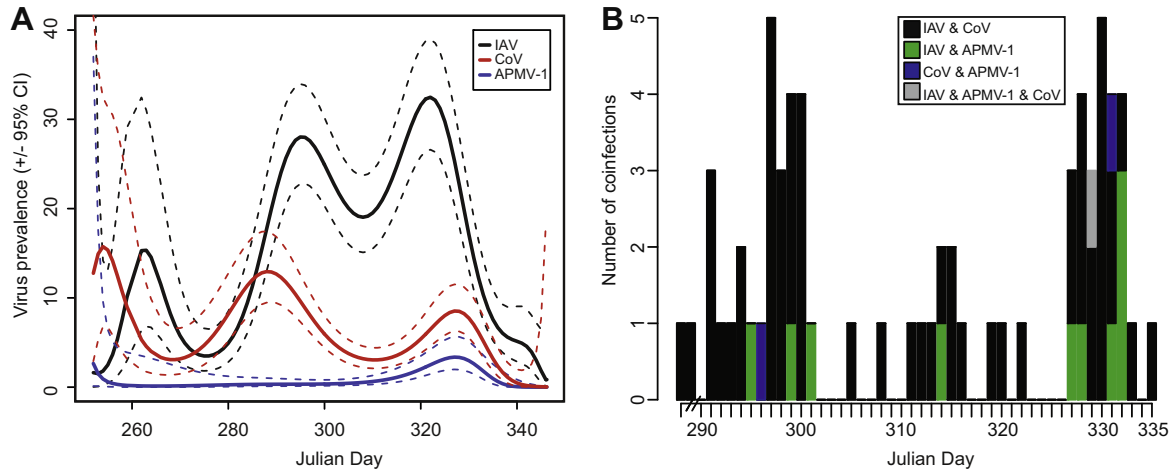 A
Virus prevalence (+/- 95% CI)
40
30
20
10
0
IAV
CoV
APMV-1
260
280
300
320
340
Julian Day
B
Number of coinfections
5
4
3
2
1
0
IAV & CoV
IAV & APMV-1
CoV & APMV-1
IAV & APMV-1 & CoV
290
300
310
320
330
335
Julian Day